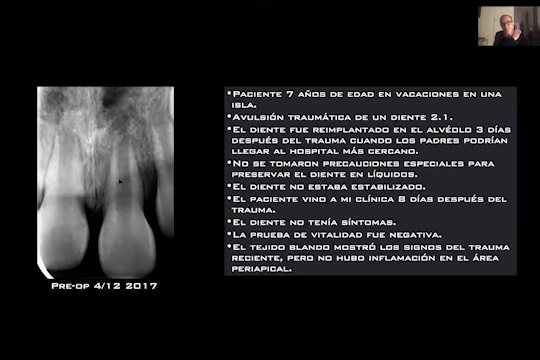 •Paciente 7 años de edad en vacaciones en una
isla.
•Avulsión traumática de un diente 2.1.
•El diente fue reimplantado en el alvéolo 3 días
después del trauma cuando los padres podrían
llegar al hospital más cercano.
•No se tomaron precauciones especiales para
preservar el diente en líquidos.
•El diente no estaba estabilizado.
•El paciente vino a mi clínica 8 días después del
trauma.
•El diente no tenía síntomas.
•La prueba de vitalidad fue negativa.
•El tejido blando mostró los signos del trauma
reciente, pero no hubo inflamación en el área
periapical.
Pre-op 4/12 2017